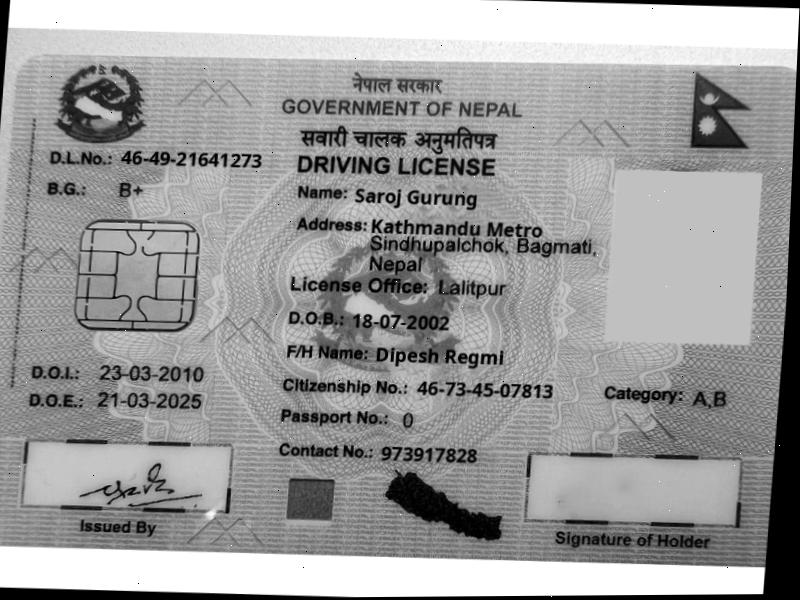 नेपाल सरकार
GOVERNMENT OF NEPAL
सवारी चालक अनुमतिपत्र
DRIVING LICENSE
D.L.No.: 46-49-21641273
B.G.: B+
Name: Saroj Gurung
Address: Kathmandu Metro
Sindhupalchok, Bagmati,
Nepal
License Office: Lalitpur
D.O.B.: 18-07-2002
F/H Name: Dipesh Regmi
D.O.I.: 23-03-2010
Citizenship No.: 46-73-45-07813
Category: A,B
D.O.E.: 21-03-2025
Passport No.: 0
Contact No.: 973917828
Issued By
Signature of Holder